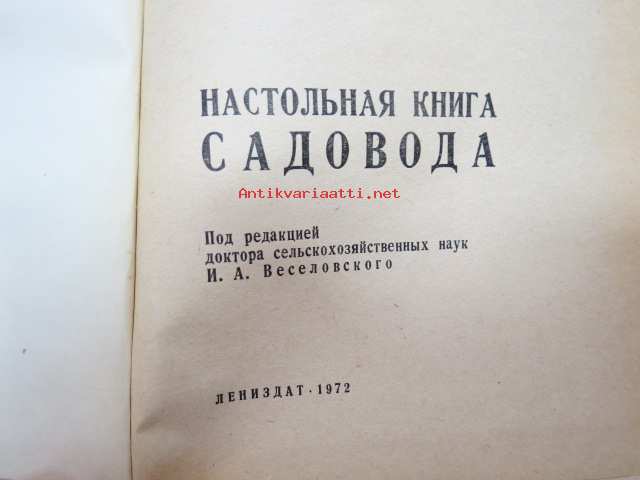 НАСТОЛЬНАЯ КНИГА
САДОВОДА
Antikvariaatti.net
Под редакцией
доктора сельскохозяйственных наук
И. А. Веселовского
ЛЕНИЗДАТ · 1972